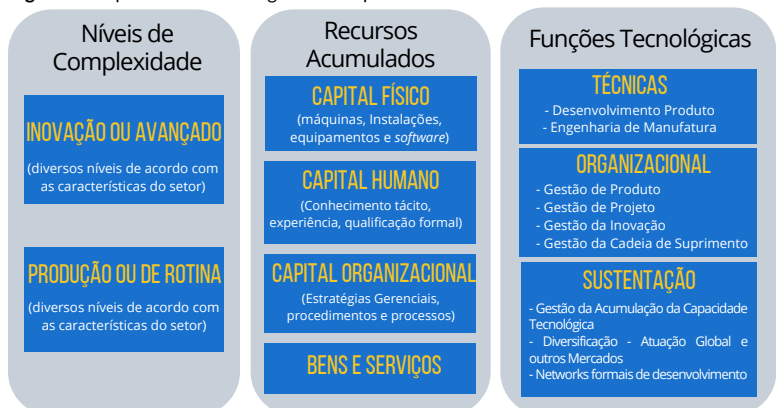 Níveis de
Complexidade
INOVAÇÃO OU AVANÇADO
(diversos níveis de acordo com
as características do setor)
PRODUÇÃO OU DE ROTINA
(diversos níveis de acordo com
as características do setor)
Recursos
Acumulados
CAPITAL FÍSICO
(máquinas, Instalações,
equipamentos e software)
CAPITAL HUMANO
(Conhecimento tácito,
experiência, qualificação formal)
CAPITAL ORGANIZACIONAL
(Estratégias Gerenciais,
procedimentos e processos)
BENS E SERVIÇOS
Funções Tecnológicas
TÉCNICAS
- Desenvolvimento Produto
- Engenharia de Manufatura
ORGANIZACIONAL
- Gestão de Produto
- Gestão de Projeto
- Gestão da Inovação
- Gestão da Cadeia de Suprimento
SUSTENTAÇÃO
- Gestão da Acumulação da Capacidade
Tecnológica
- Diversificação - Atuação Global e
outros Mercados
- Networks formais de desenvolvimento